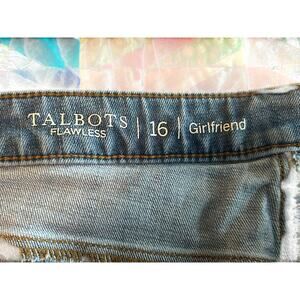 TALBOTS | 16 | Girlfriend
FLAWLESS